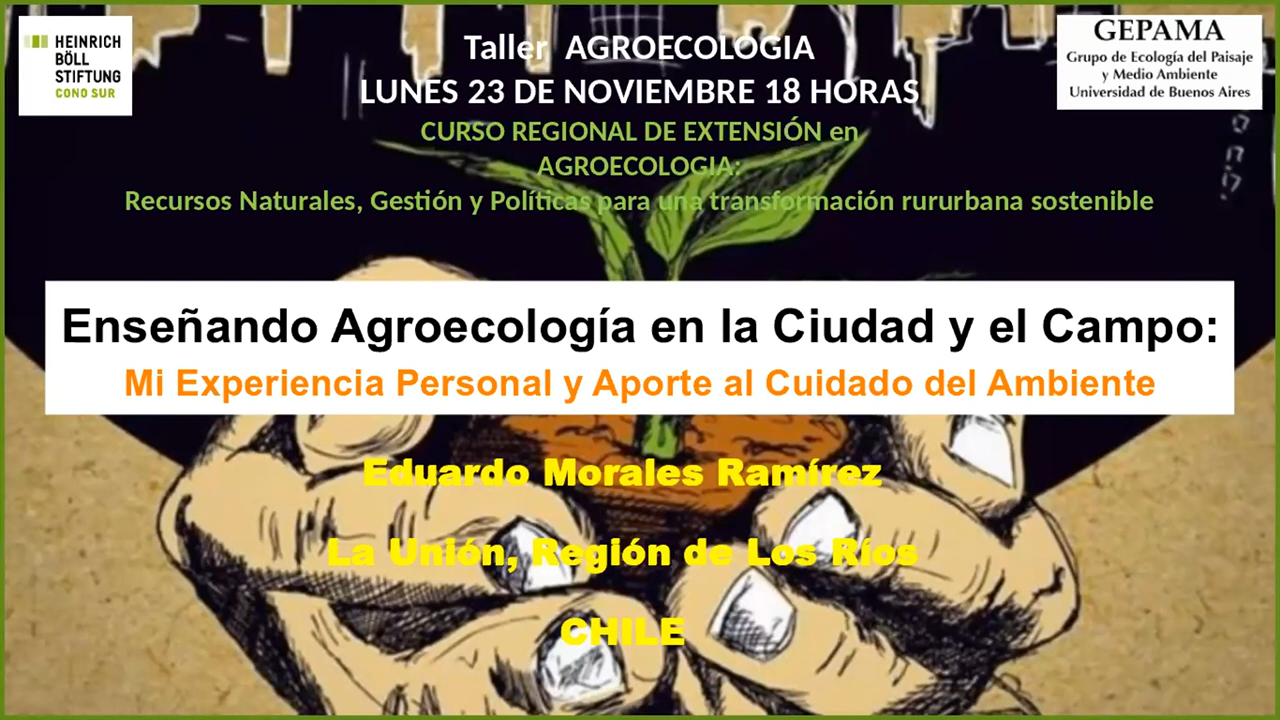 HEINRICH
BÖLL
STIFTUNG
CONO SUR
Taller AGROECOLOGIA
LUNES 23 DE NOVIEMBRE 18 HORAS
CURSO REGIONAL DE EXTENSIÓN en
AGROECOLOGIA:
Recursos Naturales, Gestión y Políticas para una transformación rururbana sostenible
GEPAMA
Grupo de Ecología del Paisaje
y Medio Ambiente
Universidad de Buenos Aires
Enseñando Agroecología en la Ciudad y el Campo:
Mi Experiencia Personal y Aporte al Cuidado del Ambiente
Eduardo Morales Ramírez
La Unión, Región de Los Ríos
CHILE